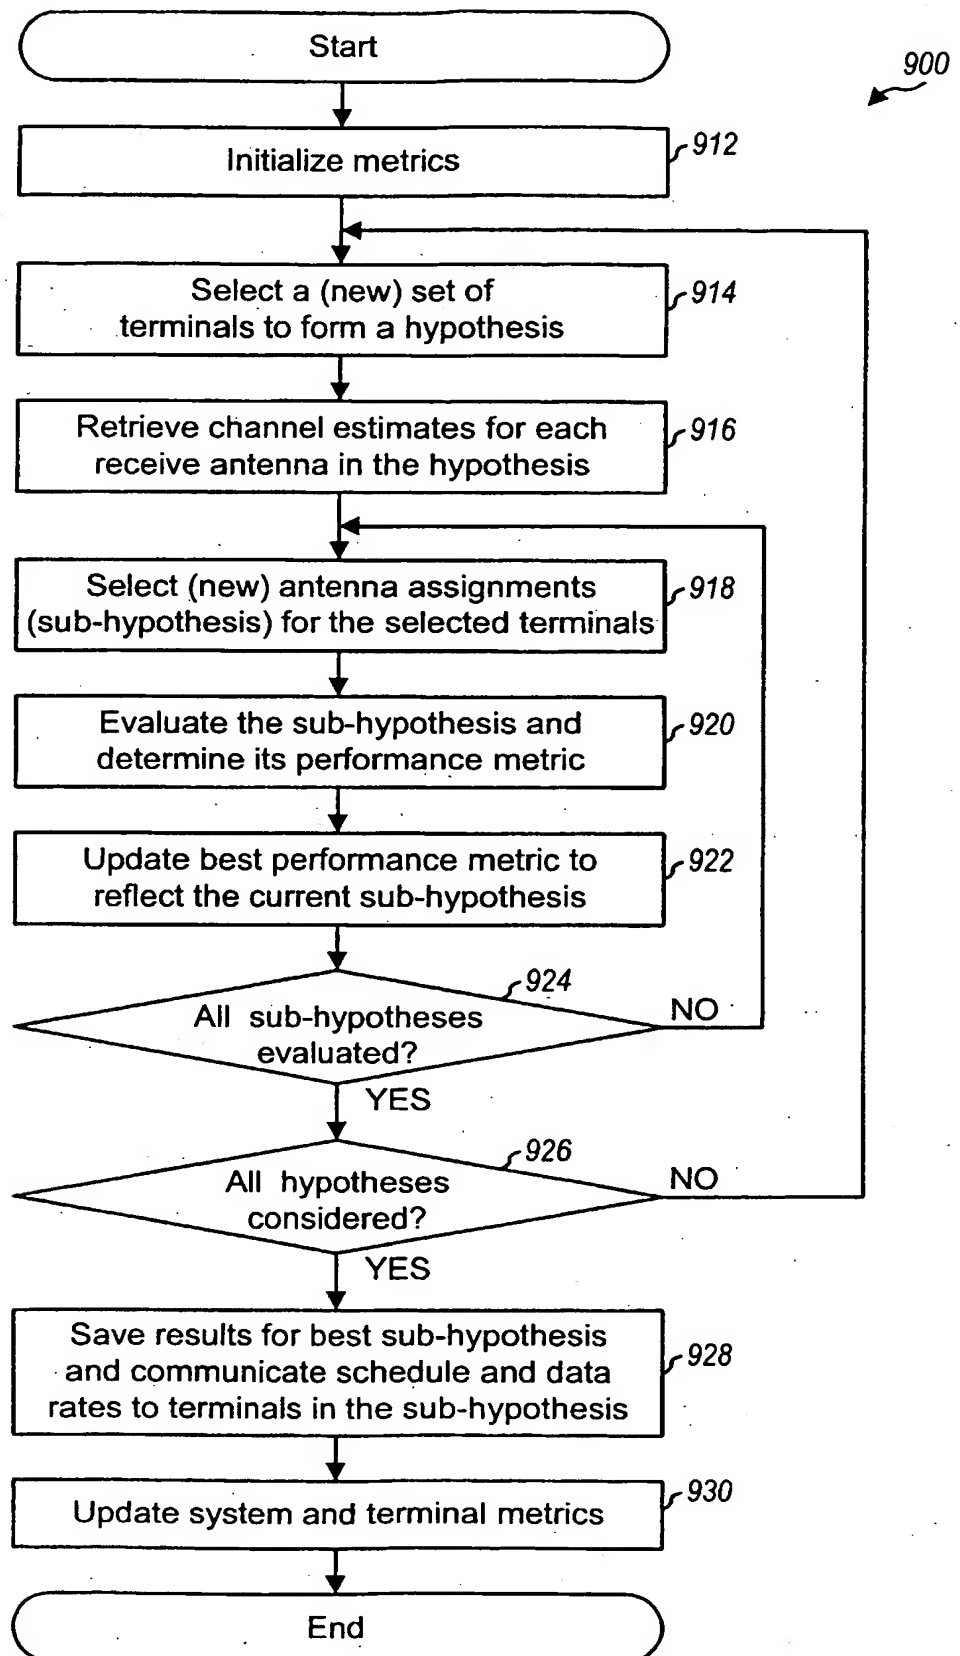 Start
900
Initialize metrics
912
Select a (new) set of
terminals to form a hypothesis
914
Retrieve channel estimates for each
receive antenna in the hypothesis
916
Select (new) antenna assignments
(sub-hypothesis) for the selected terminals
918
Evaluate the sub-hypothesis and
determine its performance metric
920
Update best performance metric to
reflect the current sub-hypothesis
922
924
All sub-hypotheses
evaluated?
NO
YES
926
All hypotheses
considered?
NO
YES
Save results for best sub-hypothesis
and communicate schedule and data
rates to terminals in the sub-hypothesis
928
Update system and terminal metrics
930
End